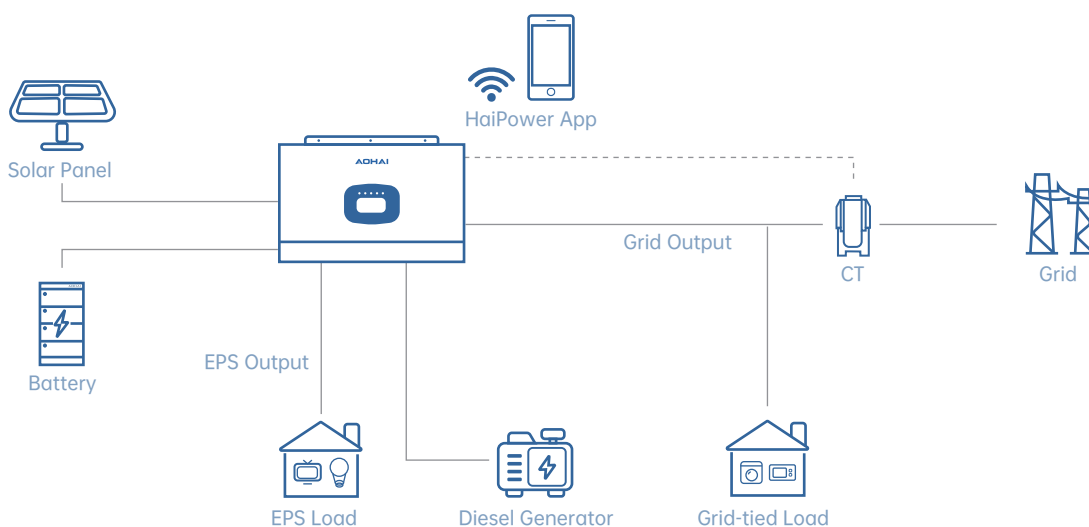 HaiPower App
Solar Panel
AOHAI
Grid Output
CT
Grid
EPS Output
Battery
EPS Load
Diesel Generator
Grid-tied Load